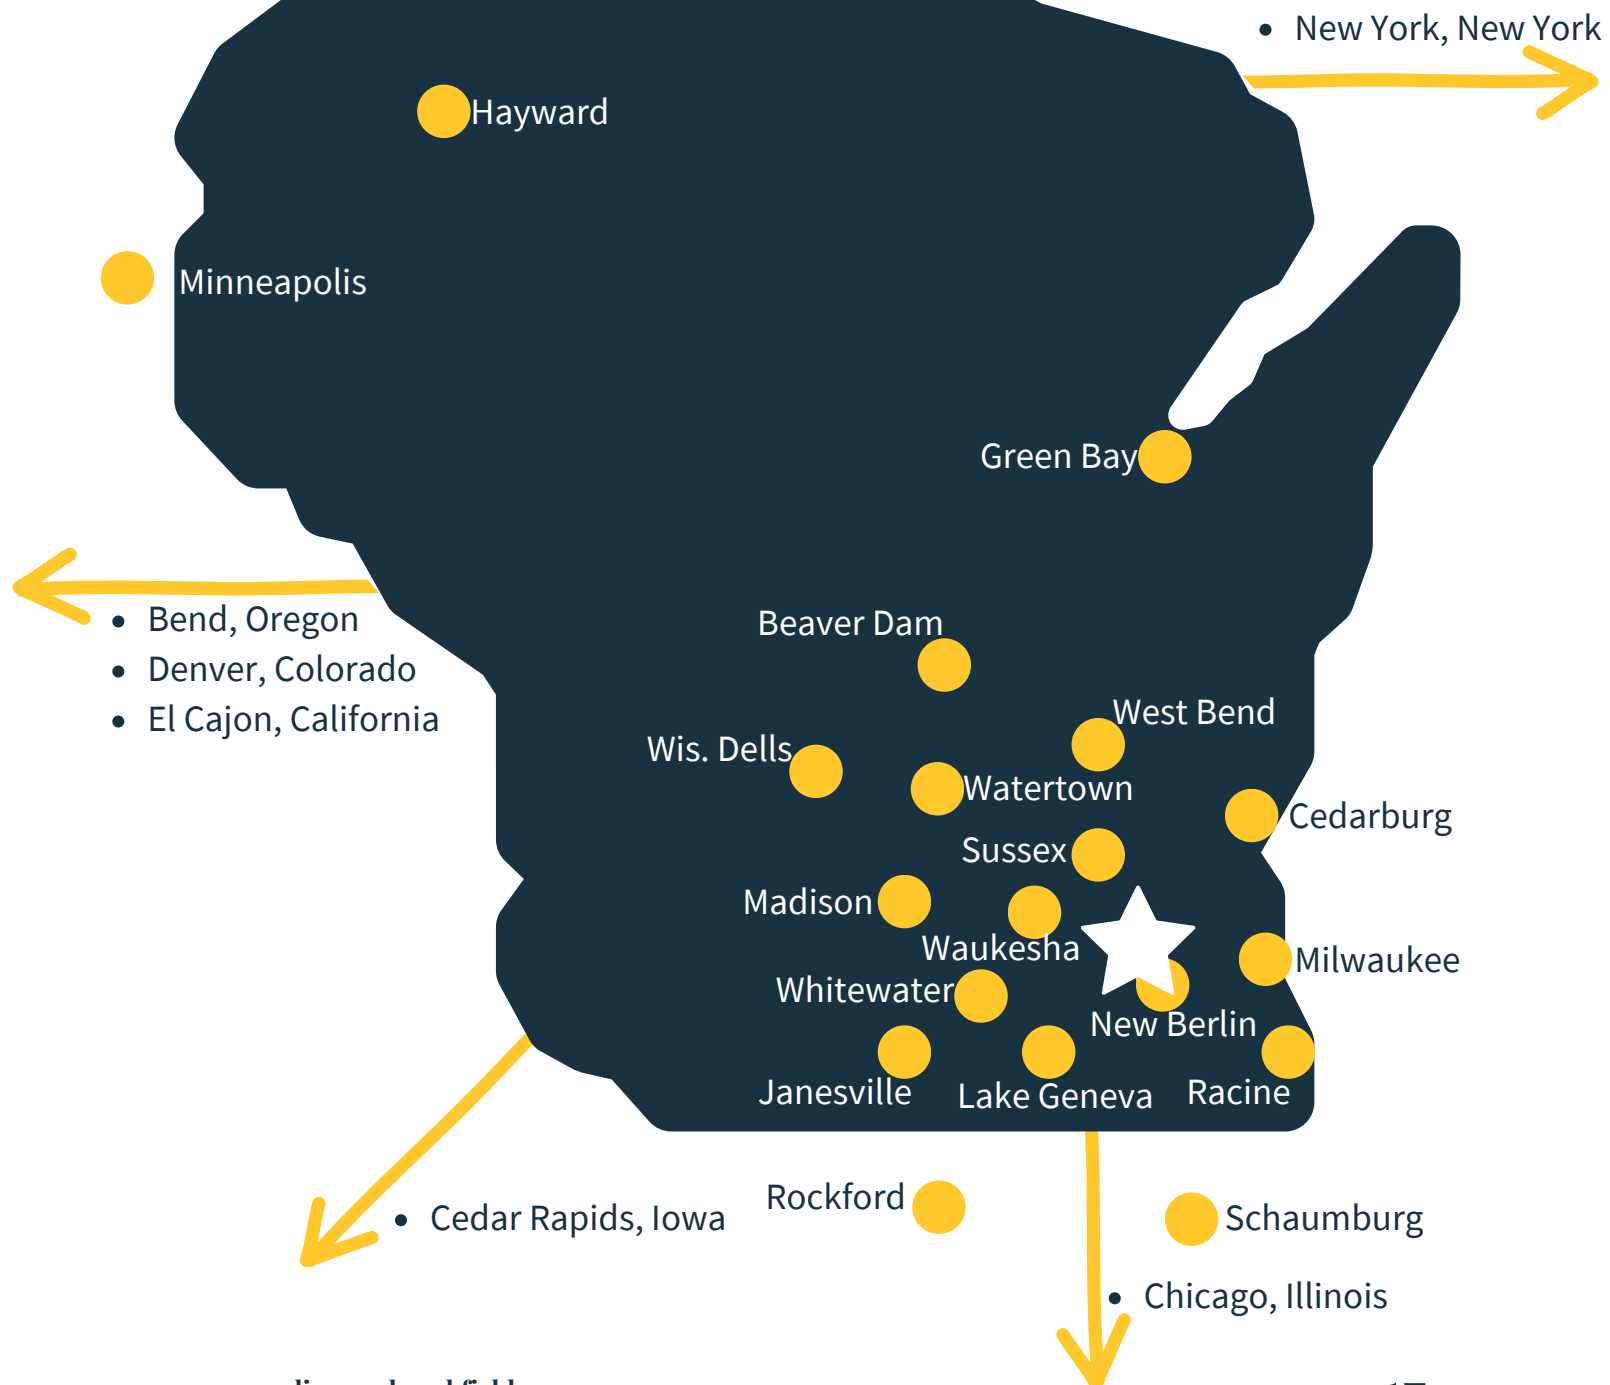 New York, New York
Hayward
Minneapolis
Green Bay
Bend, Oregon
Denver, Colorado
El Cajon, California
Beaver Dam
West Bend
Wis. Dells
Watertown
Cedarburg
Sussex
Madison
Waukesha
Milwaukee
Whitewater
New Berlin
Janesville
Lake Geneva
Racine
Rockford
Cedar Rapids, Iowa
Schaumburg
Chicago, Illinois